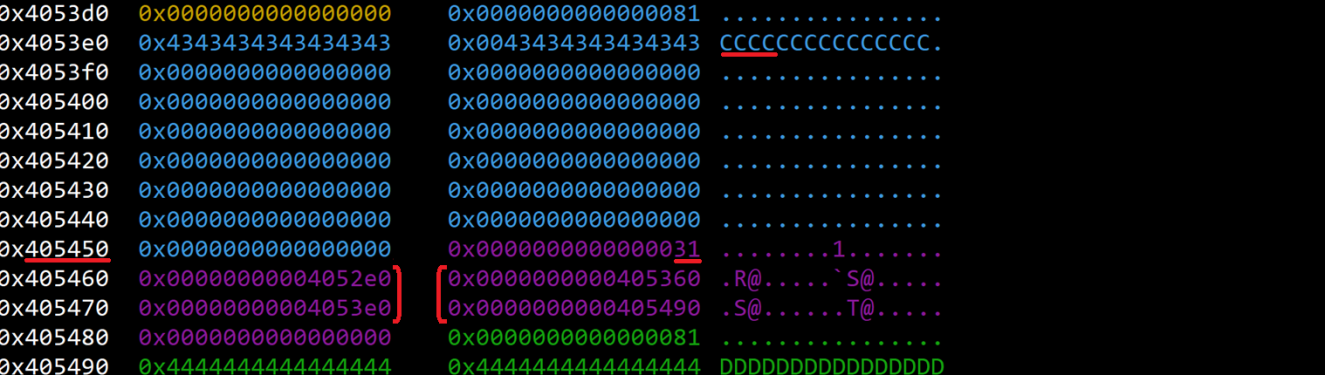 0x4053d0 0x0000000000000000 0x0000000000000081 ................
0x4053e0 0x4343434343434343 0x0043434343434343 CCCCCCCCCCCCCCC.
0x4053f0 0x0000000000000000 0x0000000000000000 ................
0x405400 0x0000000000000000 0x0000000000000000 ................
0x405410 0x0000000000000000 0x0000000000000000 ................
0x405420 0x0000000000000000 0x0000000000000000 ................
0x405430 0x0000000000000000 0x0000000000000000 ................
0x405440 0x0000000000000000 0x0000000000000000 ................
0x405450 0x0000000000000000 0x0000000000000031 ........1.......
0x405460 0x00000000004052e0 0x0000000000405360 .R@.....`S@.....
0x405470 0x00000000004053e0 0x0000000000405490 .S@......T@.....
0x405480 0x0000000000000000 0x0000000000000081 ................
0x405490 0x4444444444444444 0x4444444444444444 DDDDDDDDDDDDDDDD